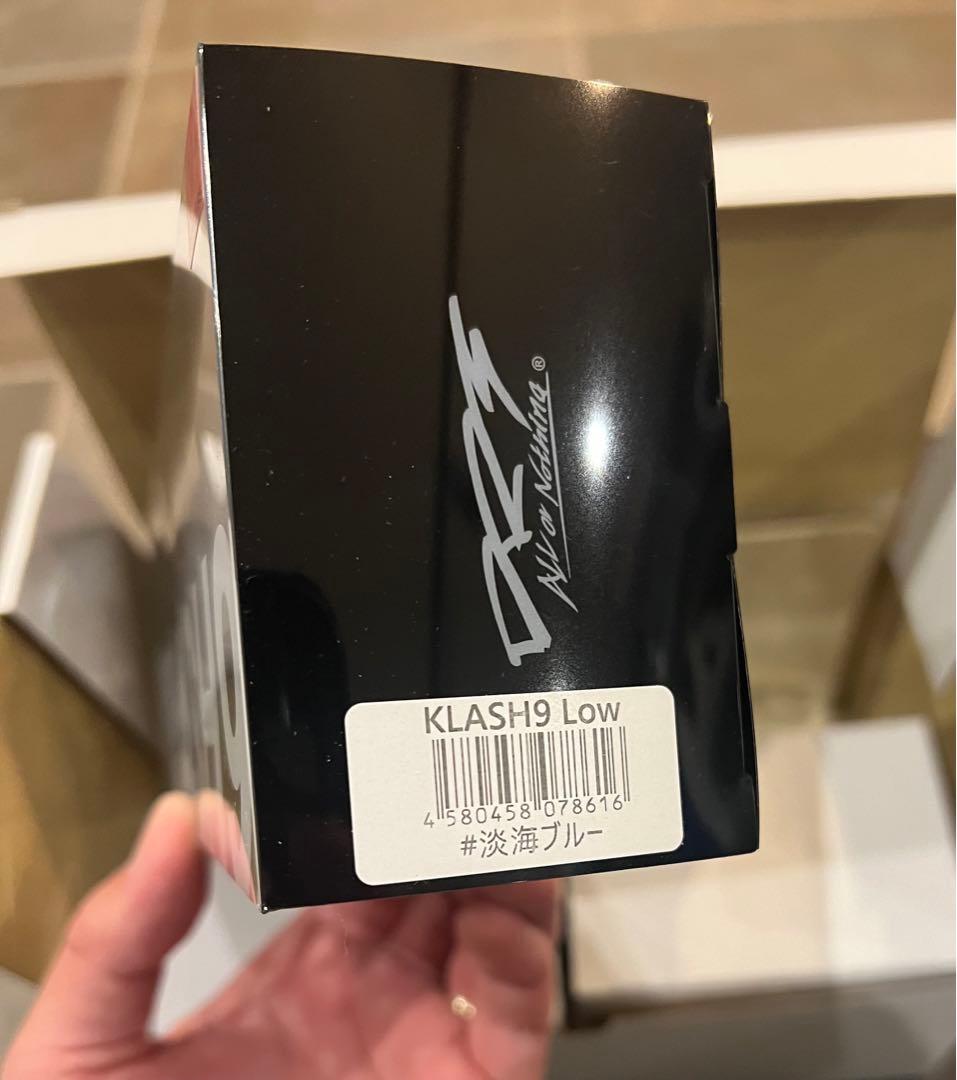 DRT
All or Nothing®
KLASH9 Low
4 580458 078616
#淡海ブルー